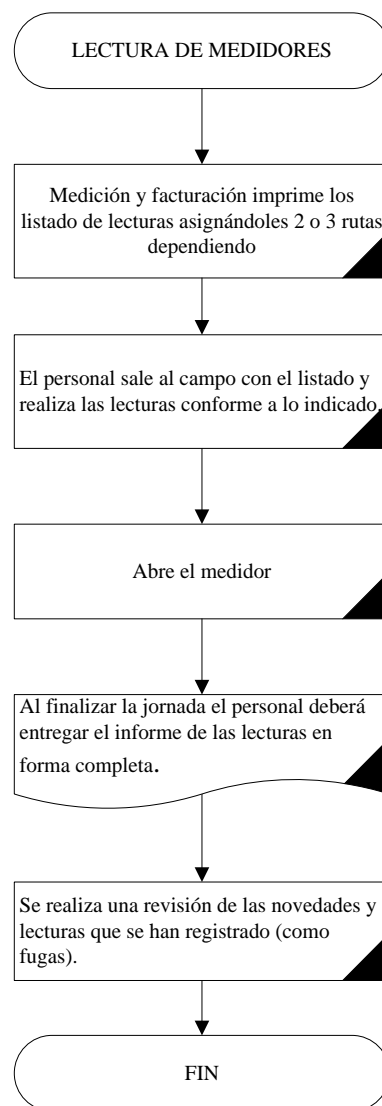 LECTURA DE MEDIDORES
Medición y facturación imprime los
listado de lecturas asignándoles 2 o 3 rutas
dependiendo
El personal sale al campo con el listado y
realiza las lecturas conforme a lo indicado.
Abre el medidor
Al finalizar la jornada el personal deberá
entregar el informe de las lecturas en
forma completa.
Se realiza una revisión de las novedades y
lecturas que se han registrado (como
fugas).
FIN